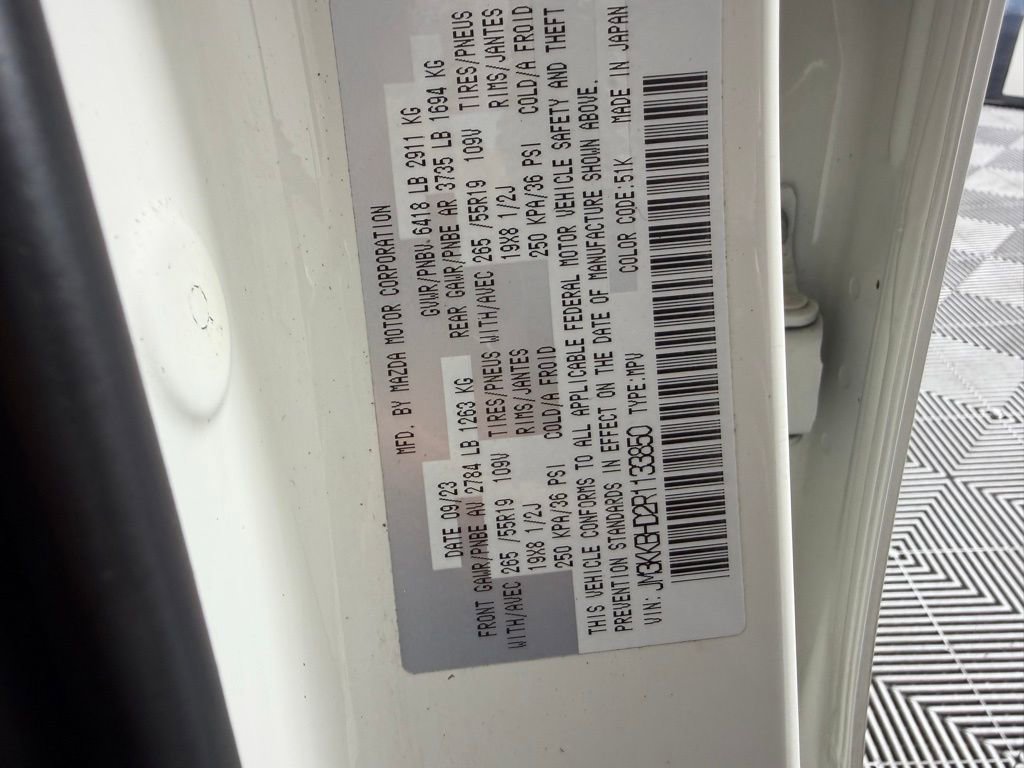 MFD. BY MAZDA MOTOR CORPORATION
DATE 09/23 GVWR/PNBV 6418 LB 2911 KG
FRONT GAWR/PNBE AV 2784 LB 1263 KG REAR GAWR/PNBE AR 3735 LB 1694 KG
WITH/AVEC 265 /55R19 109V TIRES/PNEUS WITH/AVEC 265 /55R19 109V TIRES/PNEUS
19X8 1/2J RIMS/JANTES 19X8 1/2J RIMS/JANTES
250 KPA/36 PSI COLD/A FROID 250 KPA/36 PSI COLD/A FROID
THIS VEHICLE CONFORMS TO ALL APPLICABLE FEDERAL MOTOR VEHICLE SAFETY AND THEFT
PREVENTION STANDARDS IN EFFECT ON THE DATE OF MANUFACTURE SHOWN ABOVE.
VIN: JM3KKBHD2R1133850 TYPE:MPV COLOR CODE:51K MADE IN JAPAN